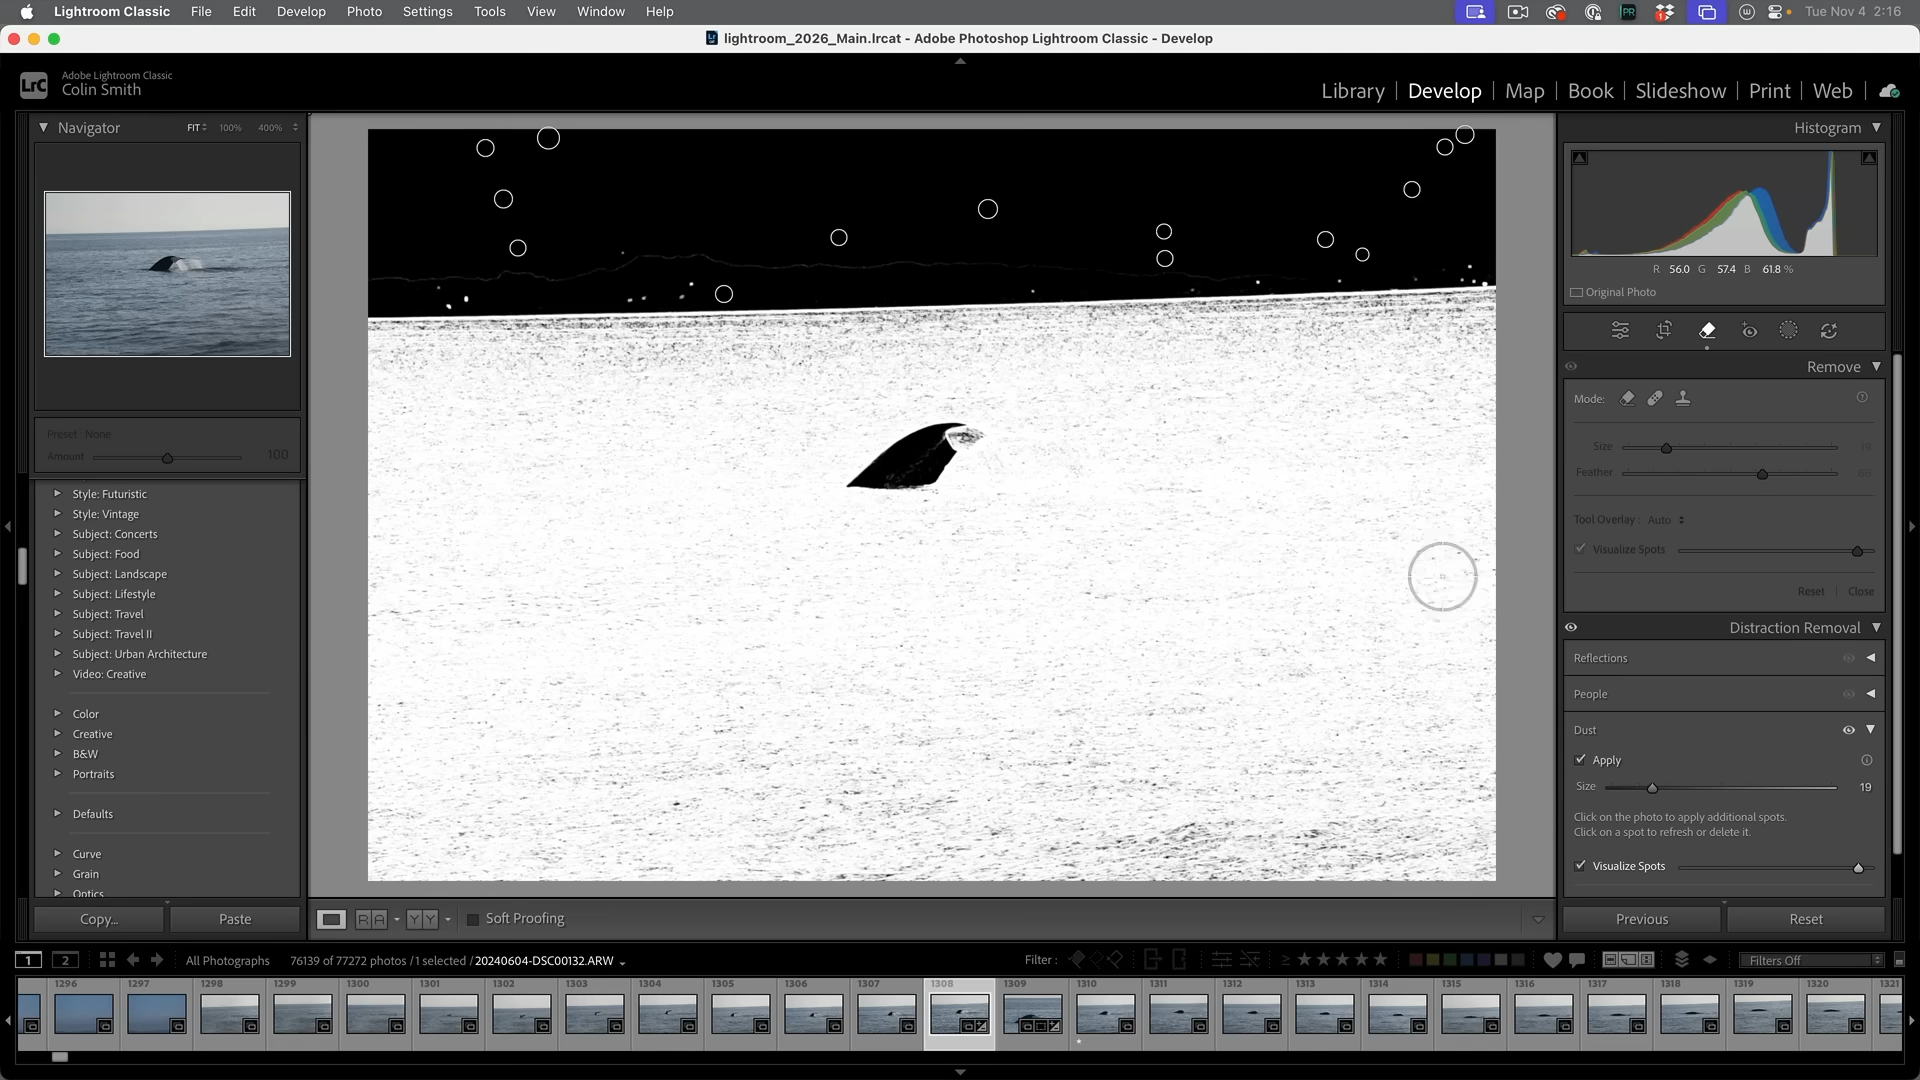 Lightroom Classic File Edit Develop Photo Settings Tools View Window Help Tue Nov 4 2:16
lightroom_2026_Main.lrcat - Adobe Photoshop Lightroom Classic - Develop
LrC Adobe Lightroom Classic
Colin Smith
Library | Develop | Map | Book | Slideshow | Print | Web
Navigator FIT 100% 400%
Histogram
R 56.0 G 57.4 B 61.8 %
Original Photo
Remove
Mode:
Size 19
Feather 66
Tool Overlay : Auto
Visualize Spots
Reset | Close
Distraction Removal
Reflections
People
Dust
Apply
Size 19
Click on the photo to apply additional spots.
Click on a spot to refresh or delete it.
Visualize Spots
Previous Reset
Preset None
Amount 100
Style: Futuristic
Style: Vintage
Subject: Concerts
Subject: Food
Subject: Landscape
Subject: Lifestyle
Subject: Travel
Subject: Travel II
Subject: Urban Architecture
Video: Creative
Color
Creative
B&W
Portraits
Defaults
Curve
Grain
Optics
Copy... Paste
R A Y Y Soft Proofing
1 2 All Photographs 76139 of 77272 photos / 1 selected / 20240604-DSC00132.ARW Filter : Filters Off
1296 1297 1298 1299 1300 1301 1302 1303 1304 1305 1306 1307 1308 1309 1310 1311 1312 1313 1314 1315 1316 1317 1318 1319 1320 1321